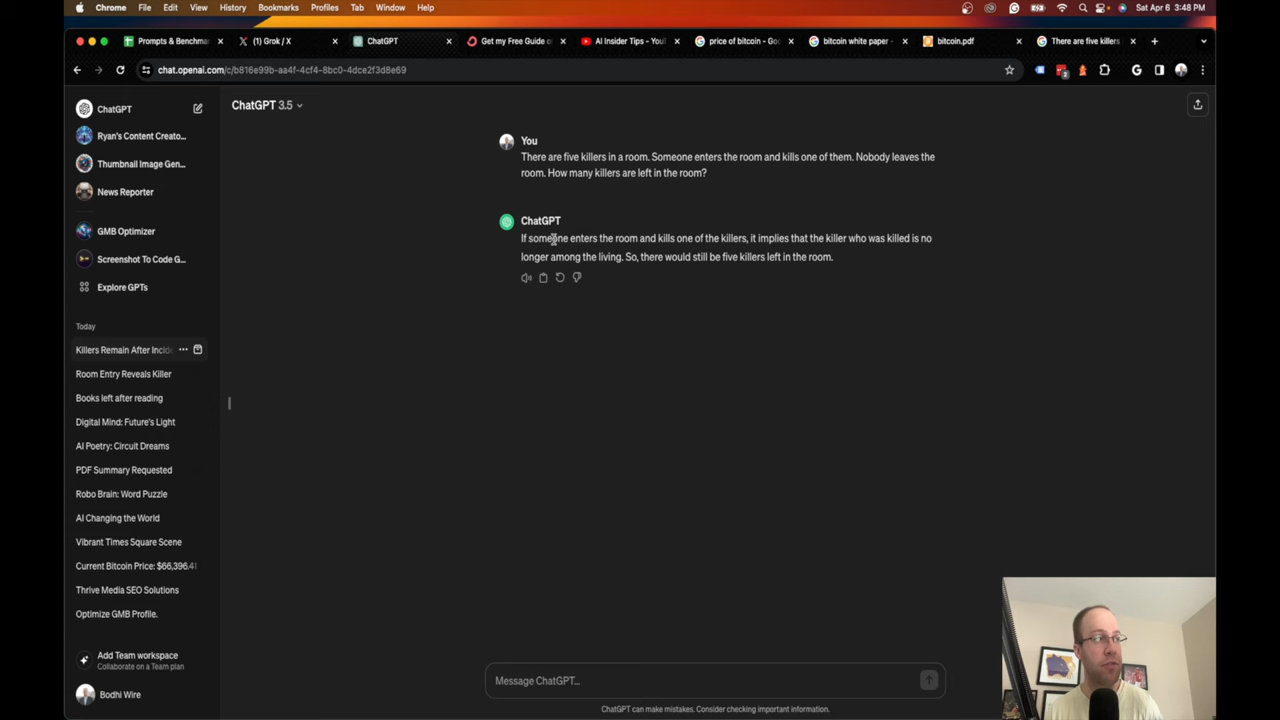 Chrome File Edit View History Bookmarks Profiles Tab Window Help
Sat Apr 6 3:48 PM
Prompts & Benchma
(1) Grok / X
ChatGPT
Get my Free Guide o
AI Insider Tips - YouT
price of bitcoin - Goo
bitcoin white paper -
bitcoin.pdf
There are five killers
chat.openai.com/c/b816e99b-aa4f-4cf4-8bc0-4dce2f3d8e69
ChatGPT
Ryan's Content Creato...
Thumbnail Image Gen...
News Reporter
GMB Optimizer
Screenshot To Code G...
Explore GPTs
Today
Killers Remain After Incide
Room Entry Reveals Killer
Books left after reading
Digital Mind: Future's Light
AI Poetry: Circuit Dreams
PDF Summary Requested
Robo Brain: Word Puzzle
AI Changing the World
Vibrant Times Square Scene
Current Bitcoin Price: $66,396.41
Thrive Media SEO Solutions
Optimize GMB Profile.
Add Team workspace
Collaborate on a Team plan
Bodhi Wire
ChatGPT 3.5
You
There are five killers in a room. Someone enters the room and kills one of them. Nobody leaves the
room. How many killers are left in the room?
ChatGPT
If someone enters the room and kills one of the killers, it implies that the killer who was killed is no
longer among the living. So, there would still be five killers left in the room.
Message ChatGPT...
ChatGPT can make mistakes. Consider checking important information.